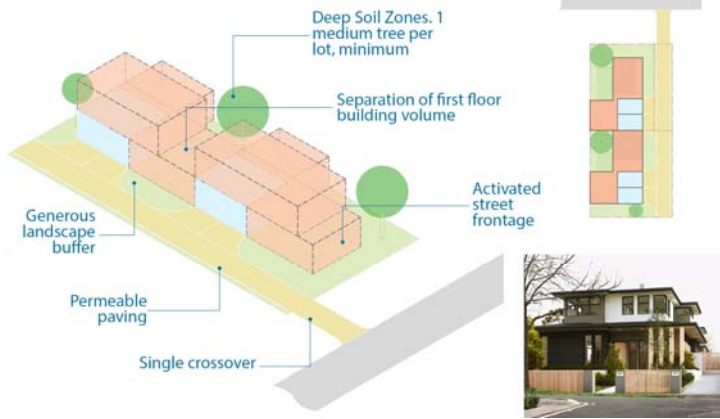 Deep Soil Zones. 1
medium tree per
lot, minimum
Separation of first floor
building volume
Activated
street
frontage
Generous
landscape
buffer
Permeable
paving
Single crossover